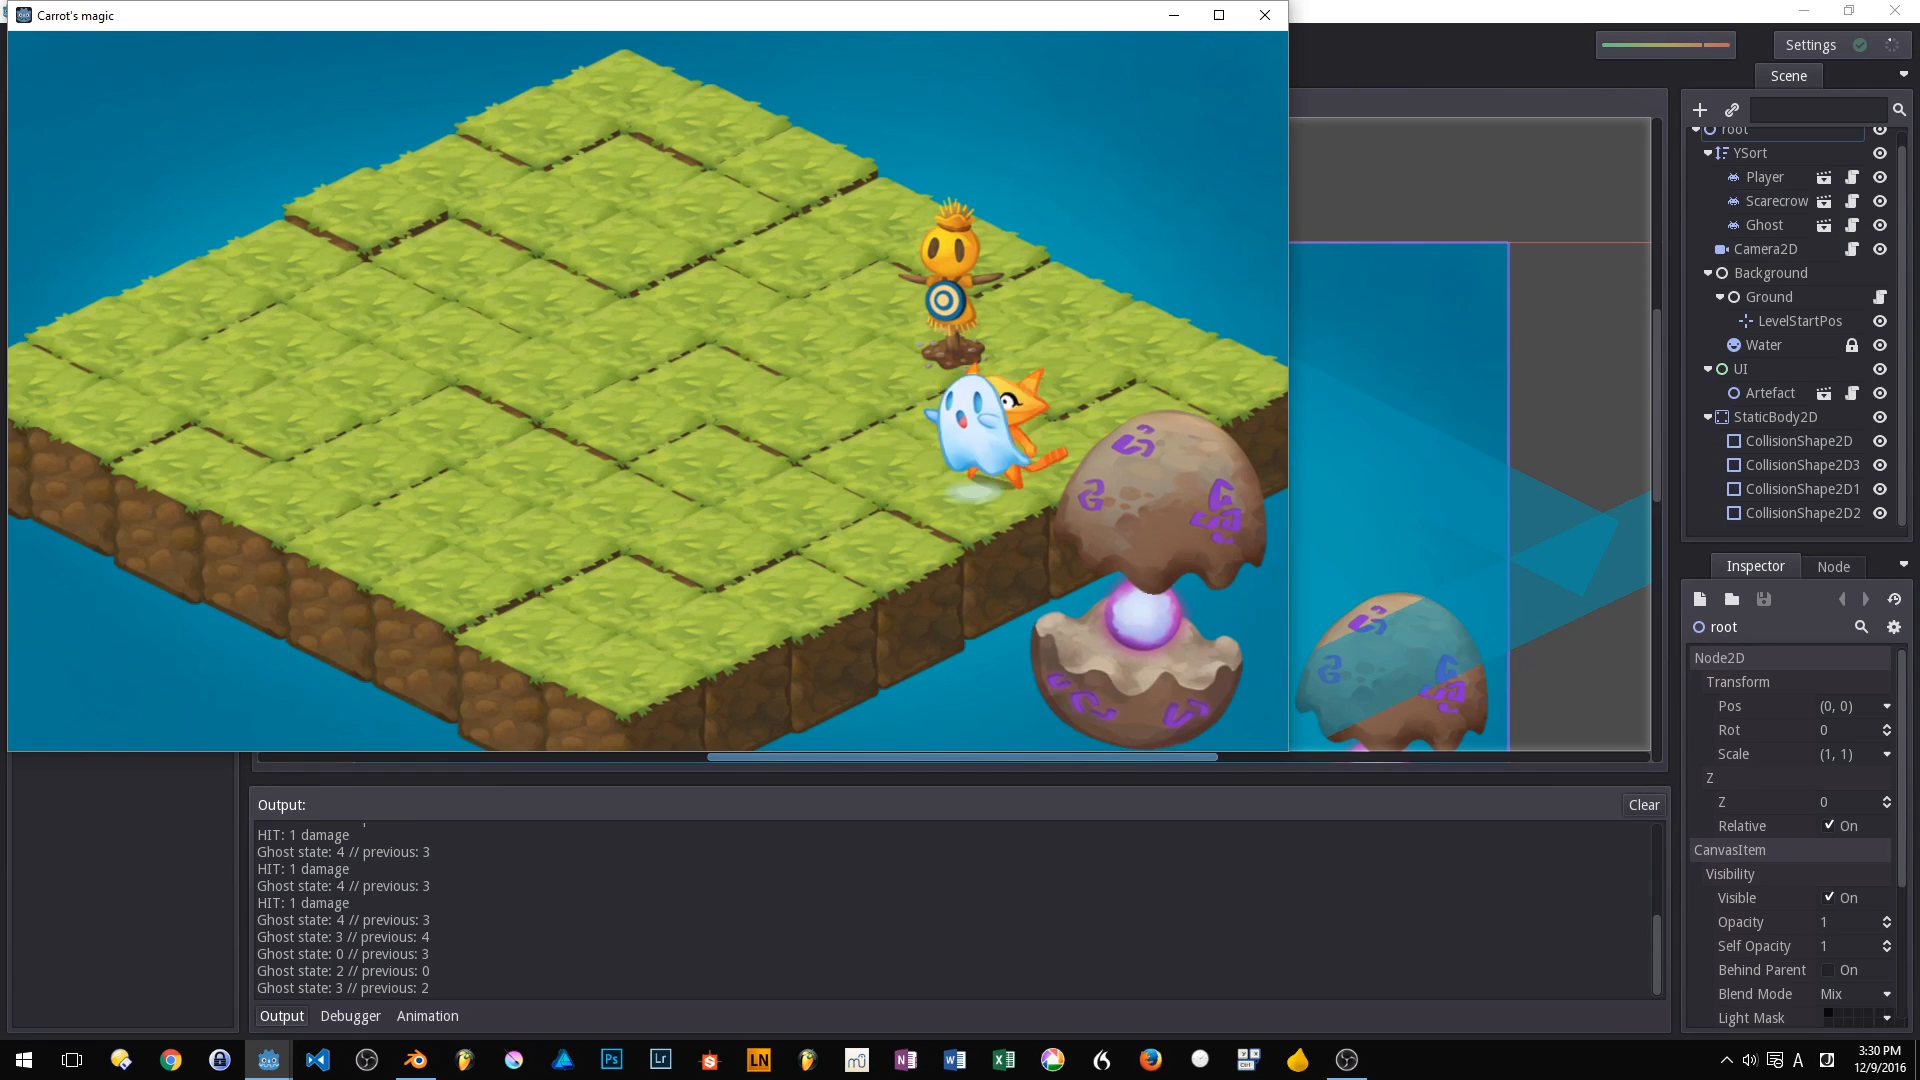 Carrot's magic
Settings
Scene
root
YSort
Player
Scarecrow
Ghost
Camera2D
Background
Ground
LevelStartPos
Water
UI
Artefact
StaticBody2D
CollisionShape2D
CollisionShape2D3
CollisionShape2D1
CollisionShape2D2
Inspector Node
root
Node2D
Transform
Pos (0, 0)
Rot 0
Scale (1, 1)
Z
Z 0
Relative On
CanvasItem
Visibility
Visible On
Opacity 1
Self Opacity 1
Behind Parent On
Blend Mode Mix
Light Mask
Output: Clear
HIT: 1 damage
Ghost state: 4 // previous: 3
HIT: 1 damage
Ghost state: 4 // previous: 3
HIT: 1 damage
Ghost state: 4 // previous: 3
Ghost state: 3 // previous: 4
Ghost state: 0 // previous: 3
Ghost state: 2 // previous: 0
Ghost state: 3 // previous: 2
Output Debugger Animation
Ps Lr LN mü N W X A
3:30 PM
12/9/2016